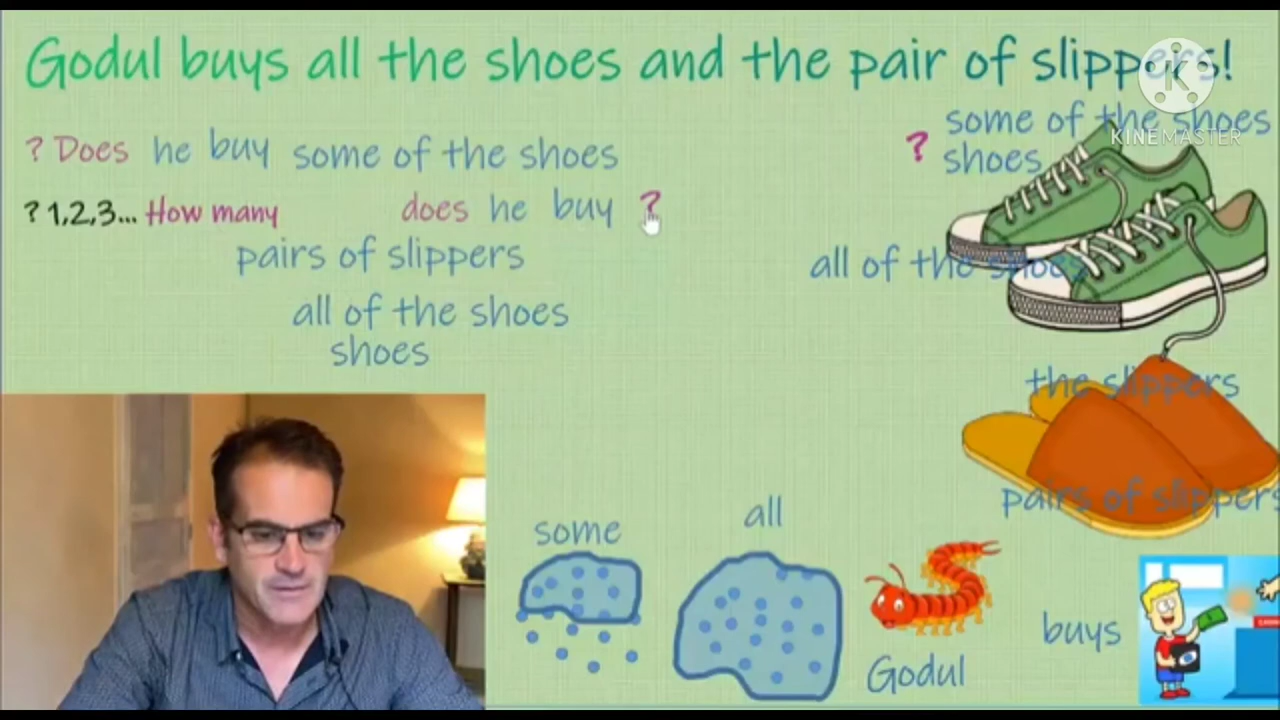 Godul buys all the shoes and the pair of slippers!
? Does he buy some of the shoes ?
some of the shoes
shoes
? 1,2,3... How many does he buy ?
pairs of slippers
all of the shoes
all of the shoes
shoes
the slippers
pairs of slippers
some
all
Godul
buys
K
KINEMASTER